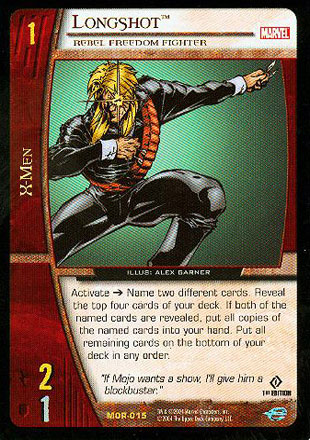 1
LONGSHOT™
REBEL FREEDOM FIGHTER
MARVEL
X-MEN
ILLUS: ALEX GARNER
Activate ➔ Name two different cards. Reveal
the top four cards of your deck. If both of the
named cards are revealed, put all copies of
the named cards into your hand. Put all
remaining cards on the bottom
of your deck in any order.
"If Mojo wants a show, I'll give him a
blockbuster."
2
1
1ST EDITION
MOR-015